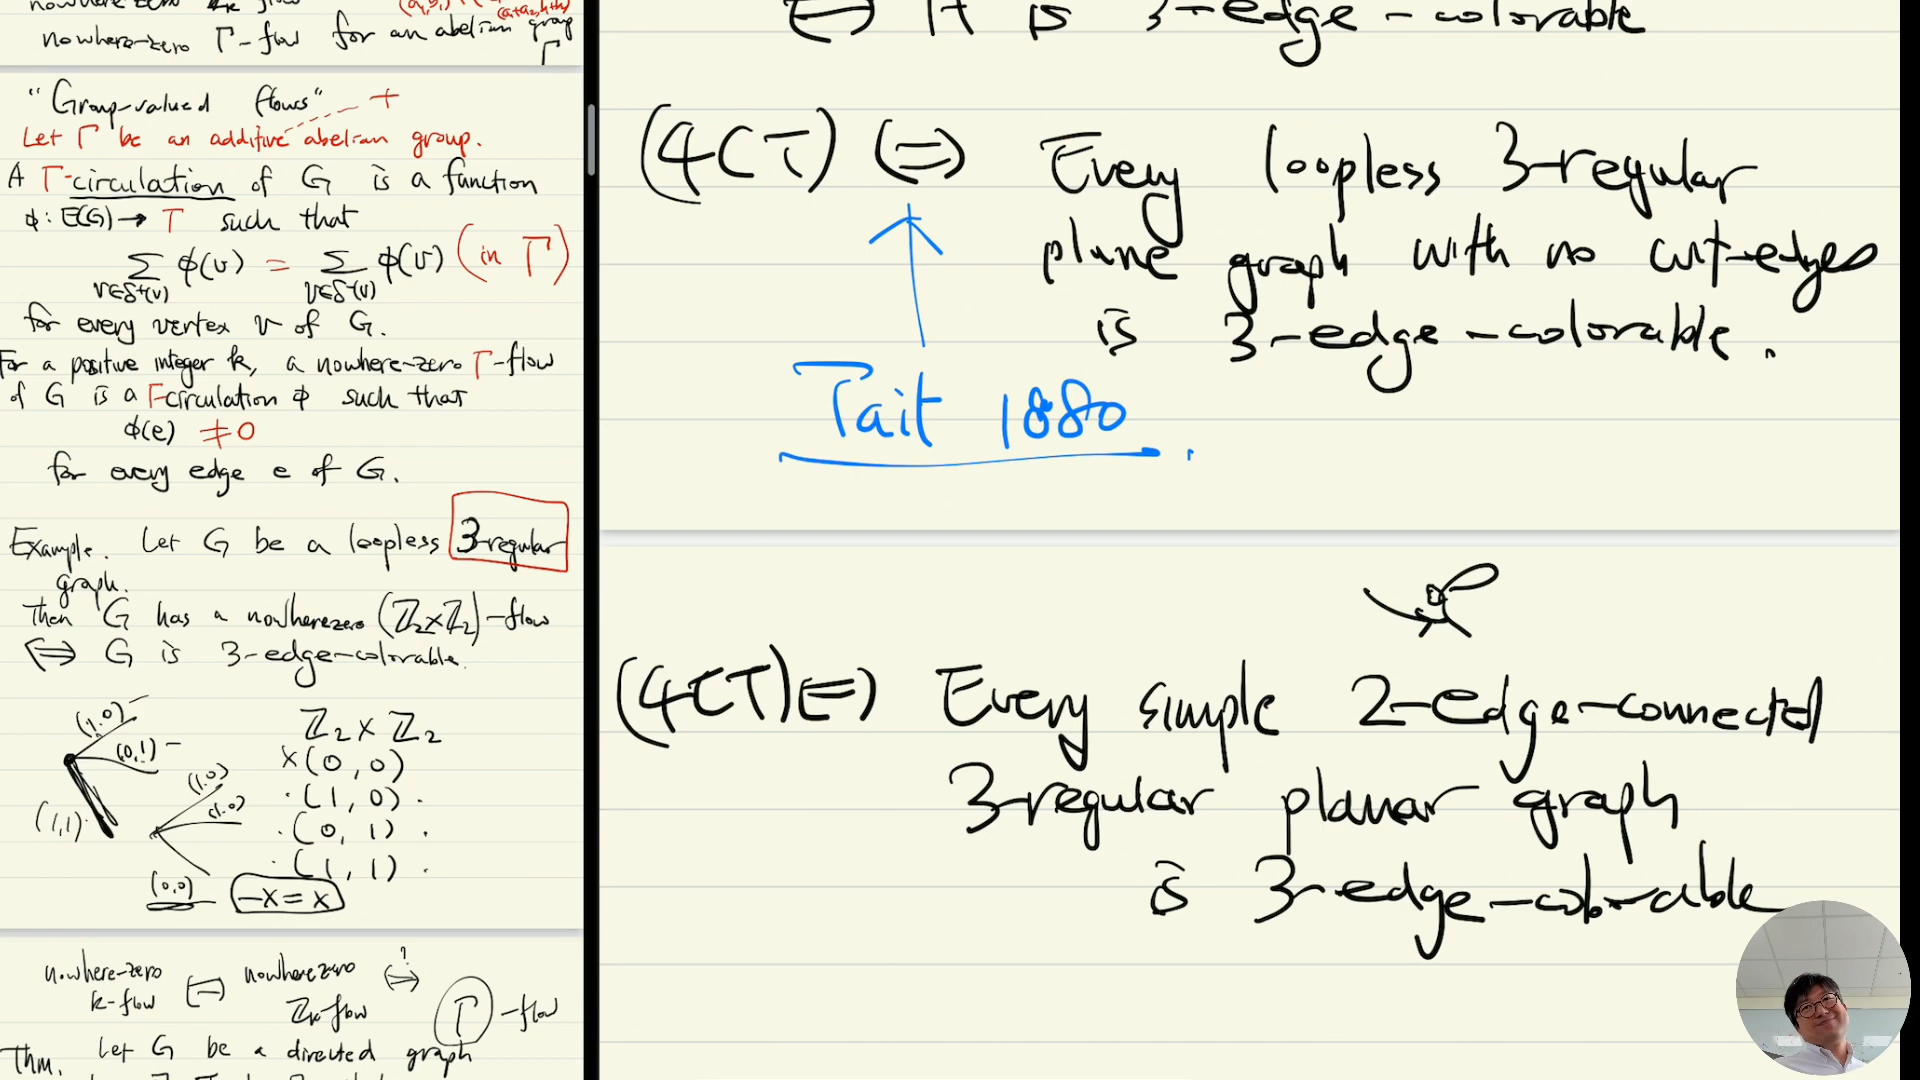 nowhere-zero Γ-flow for an abelian group Γ
"Group-valued flows" +
Let Γ be an additive abelian group.
A Γ-circulation of G is a function
ϕ: E(G) → Γ such that
∑ ϕ(v) = ∑ ϕ(v) (in Γ)
v∈δ⁺(v) v∈δ⁻(v)
for every vertex v of G.
For a positive integer k, a nowhere-zero Γ-flow
of G is a Γ-circulation ϕ such that
ϕ(e) ≠0
for every edge e of G.
Example. Let G be a loopless 3-regular
graph.
Then G has a nowherezero (ℤ₂×ℤ₂)-flow
⟺ G is 3-edge-colorable.
(1,0)
(0,1)
(1,1)
(1,0)
(1,0)
(0,0)
ℤ₂×ℤ₂
×(0,0)
·(1,0).
·(0,1).
·(1,1).
-x=x
nowhere-zero k-flow ⟺ nowherezero ℤₖ-flow ⟺? Γ-flow
Thm. Let G be a directed graph
⟺ it is 3-edge-colorable
(4CT) ⟺ Every loopless 3-regular
plane graph with no cut-edges
is 3-edge-colorable.
Tait 1880.
(4CT) ⟺ Every simple 2-edge-connected
3-regular planar graph
is 3-edge-colorable